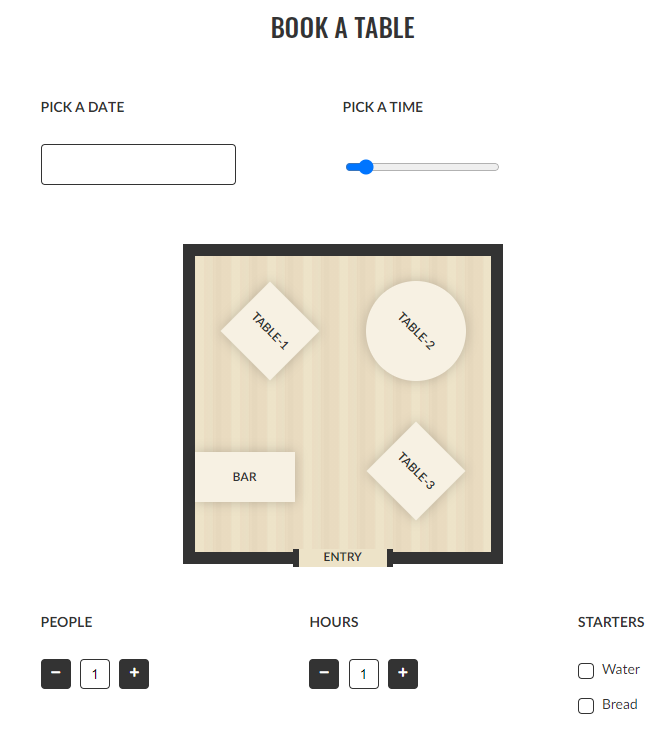 BOOK A TABLE
PICK A DATE
PICK A TIME
TABLE-1
TABLE-2
BAR
TABLE-3
ENTRY
PEOPLE
HOURS
STARTERS
− 1 +
− 1 +
Water
Bread